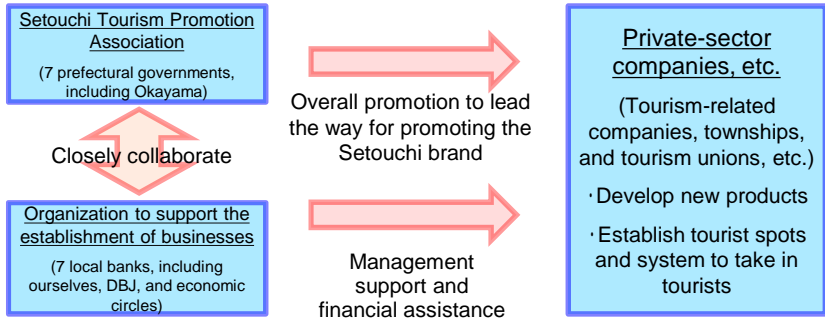 Setouchi Tourism Promotion
Association
(7 prefectural governments,
including Okayama)
Closely collaborate
Organization to support the
establishment of businesses
(7 local banks, including
ourselves, DBJ, and economic
circles)
Overall promotion to lead
the way for promoting the
Setouchi brand
Management
support and
financial assistance
Private-sector
companies, etc.
(Tourism-related
companies, townships,
and tourism unions, etc.)
・Develop new products
・Establish tourist spots
and system to take in
tourists